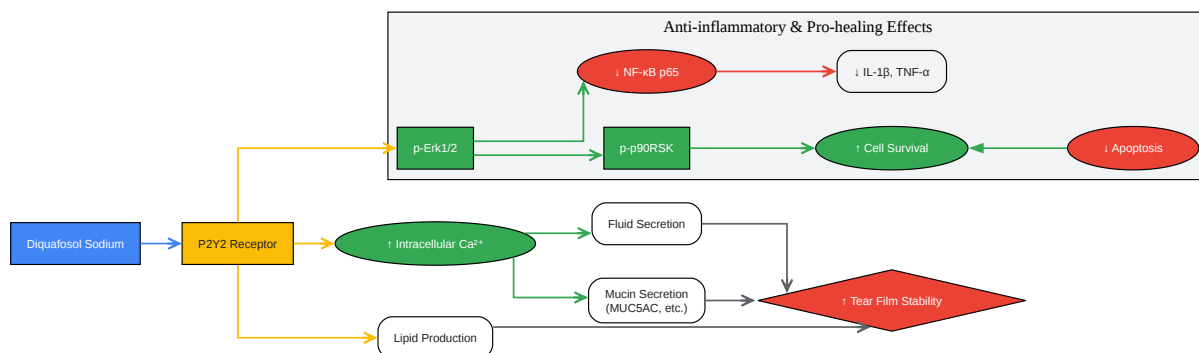 Anti-inflammatory & Pro-healing Effects
↓ NF-κB p65
↓ IL-1β, TNF-α
p-Erk1/2
p-p90RSK
↑ Cell Survival
↓ Apoptosis
Diquafosol Sodium
P2Y2 Receptor
↑ Intracellular Ca²⁺
Fluid Secretion
Mucin Secretion
(MUC5AC, etc.)
↑ Tear Film Stability
Lipid Production